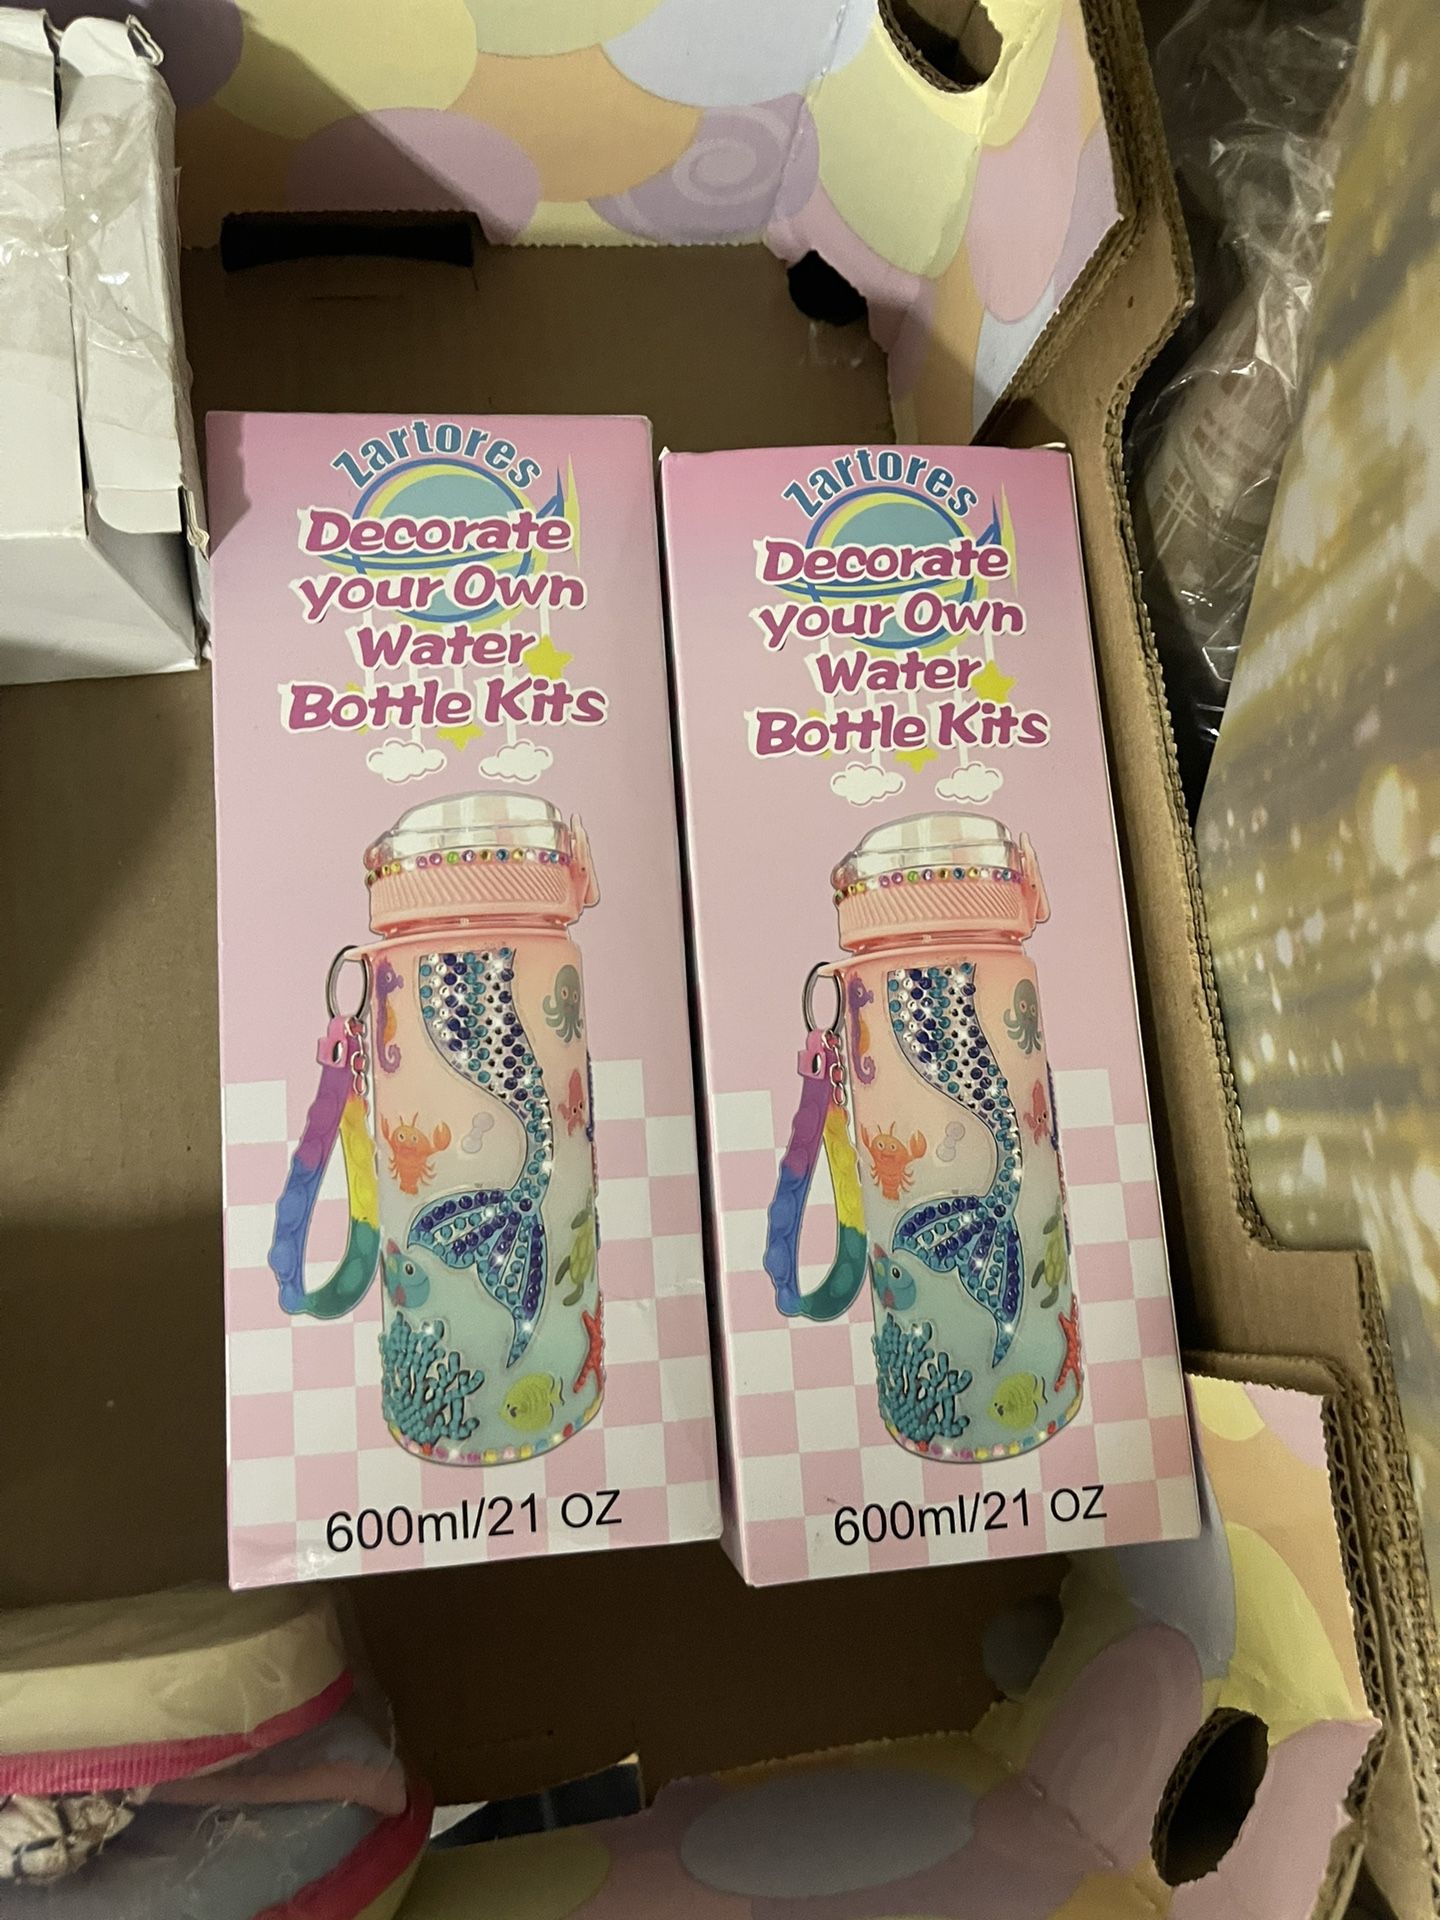 Zartores
Decorate
your Own
Water
Bottle Kits
600ml/21 OZ
Zartores
Decorate
your Own
Water
Bottle Kits
600ml/21 OZ